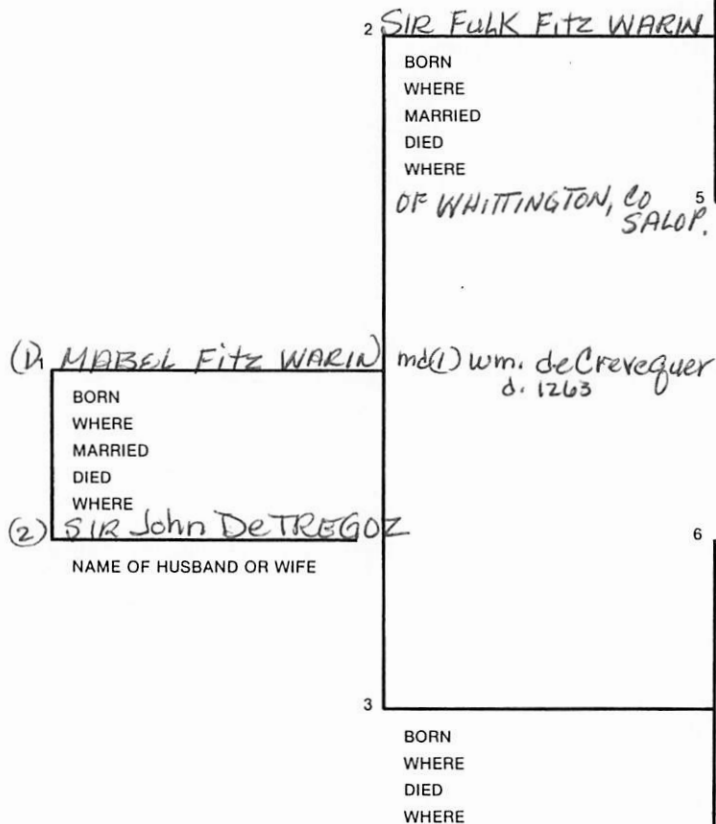 2 SIR FULK FITZ WARIN
BORN
WHERE
MARRIED
DIED
WHERE
OF WHITTINGTON, CO
SALOP.
5
(1) MABEL FITZ WARIN md(1) wm. deCrevequer
d. 1263
BORN
WHERE
MARRIED
DIED
WHERE
(2) SIR John DeTREGOZ
NAME OF HUSBAND OR WIFE
6
3
BORN
WHERE
DIED
WHERE